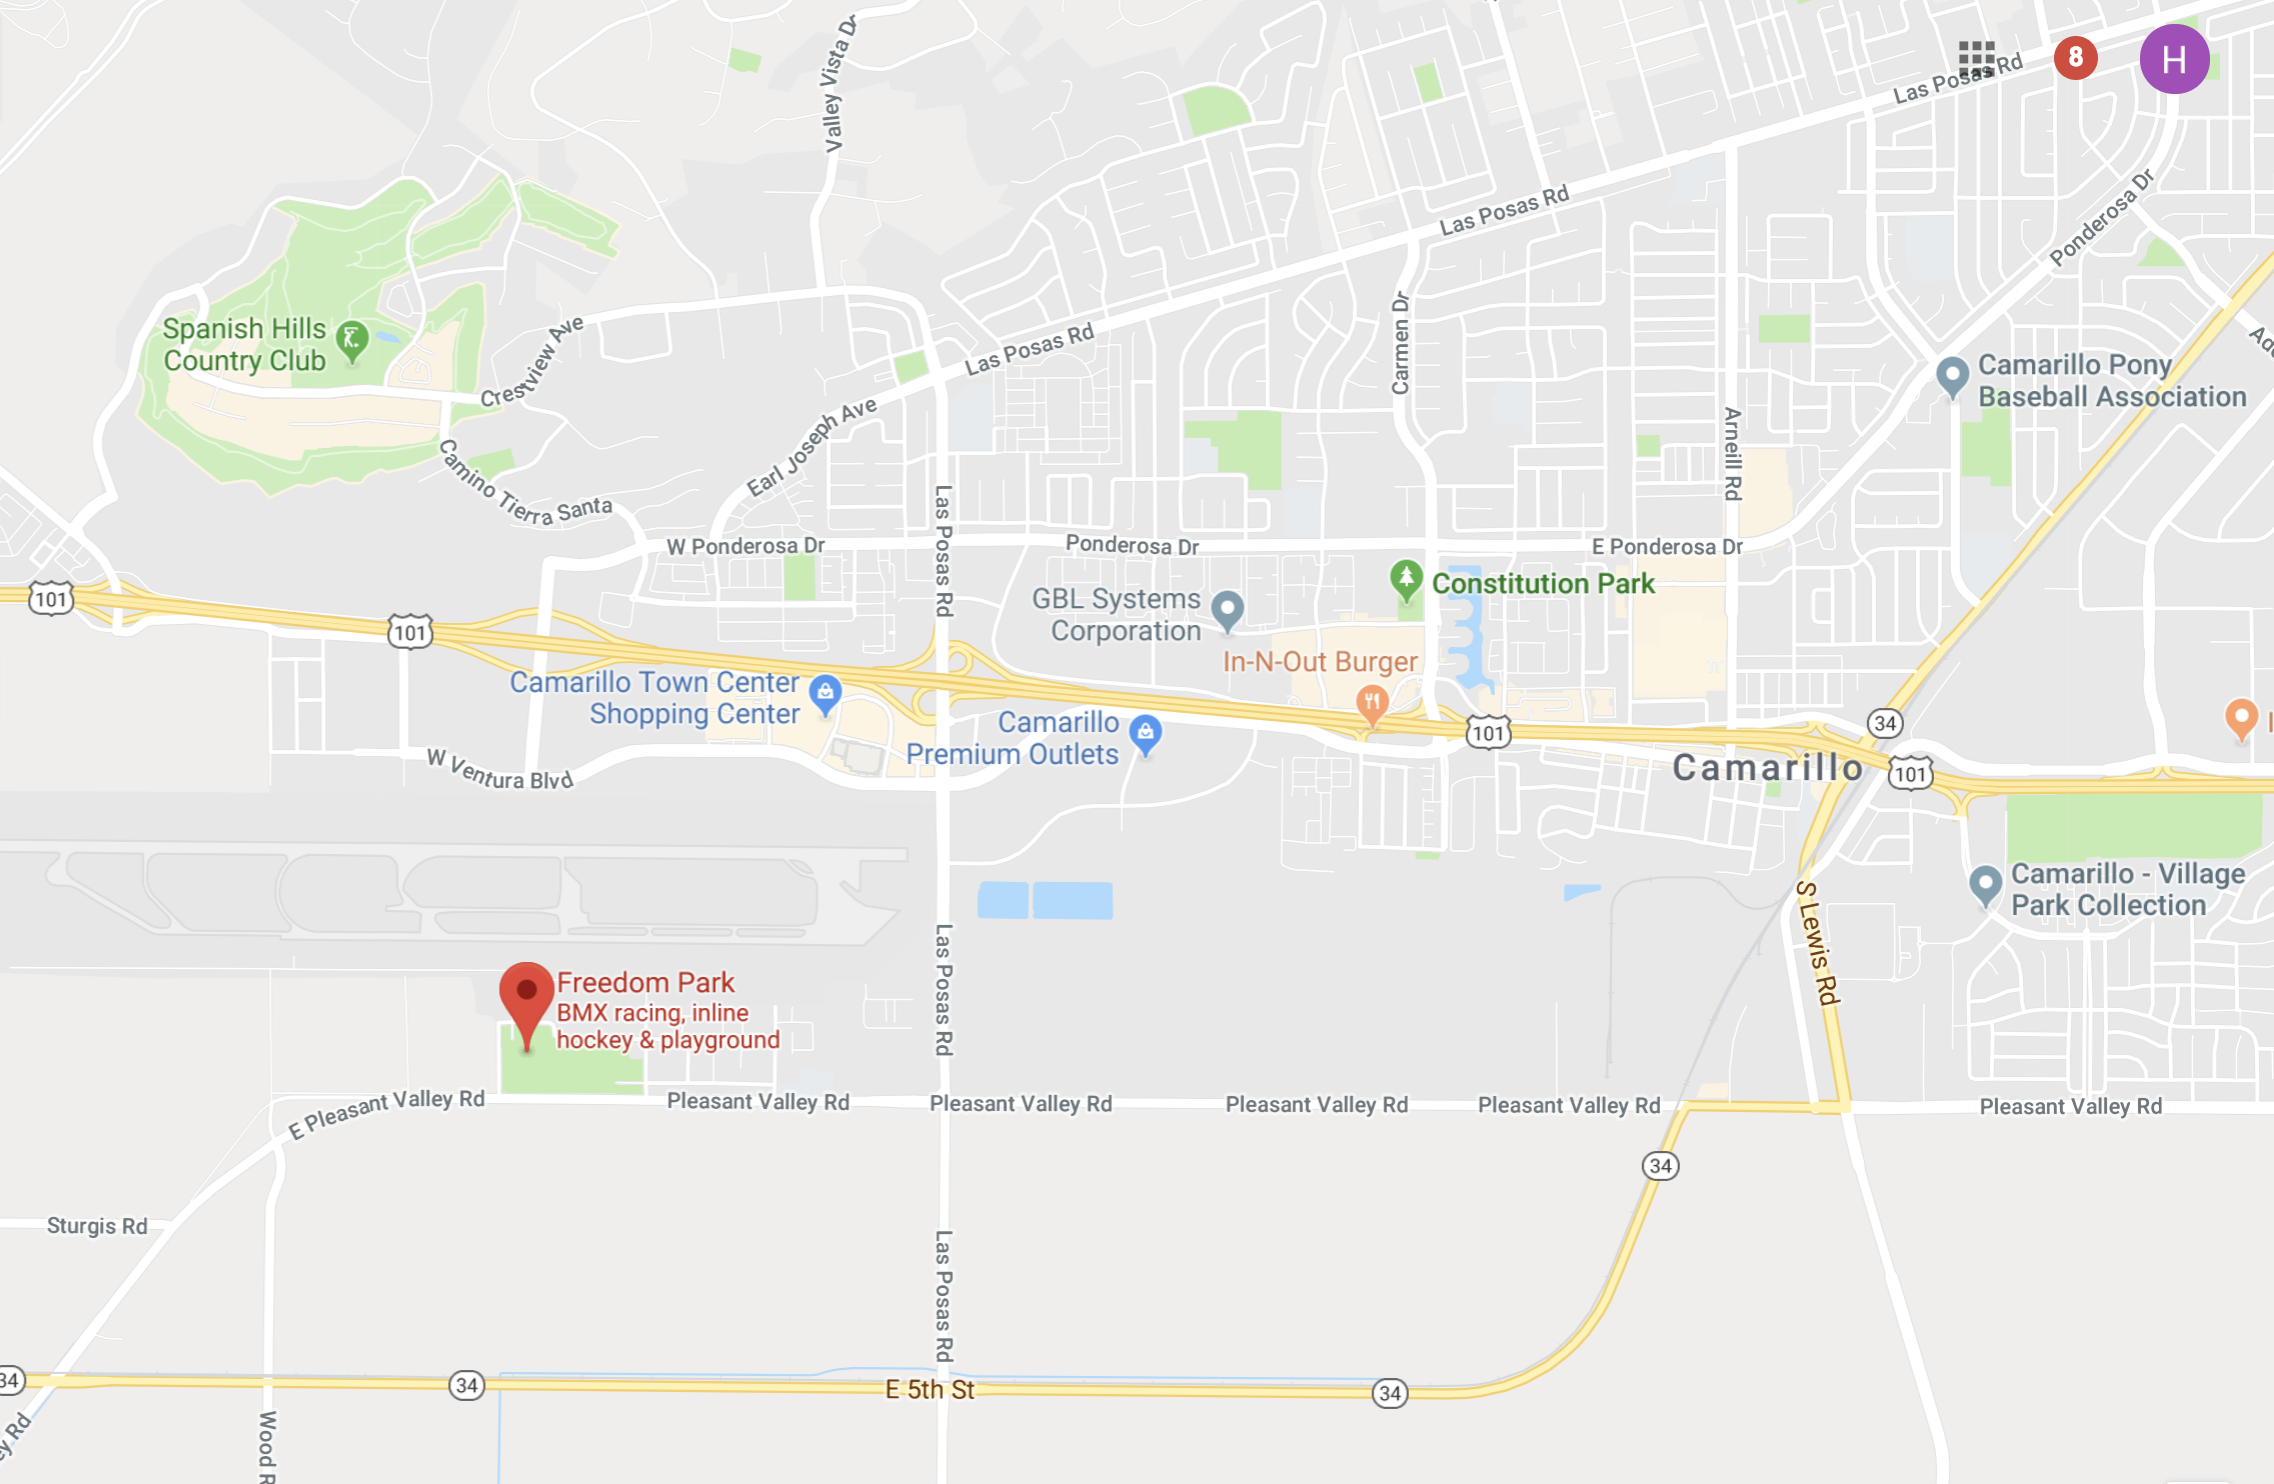 Valley Vista Dr
Las Posas Rd
8
H
Las Posas Rd
Ponderosa Dr
Spanish Hills
Country Club
Crestview Ave
Las Posas Rd
Carmen Dr
Camarillo Pony
Baseball Association
Earl Joseph Ave
Arneill Rd
Camino Tierra Santa
Las Posas Rd
W Ponderosa Dr
Ponderosa Dr
E Ponderosa Dr
101
101
GBL Systems
Corporation
Constitution Park
In-N-Out Burger
Camarillo Town Center
Shopping Center
Camarillo
Premium Outlets
101
34
Camarillo
101
W Ventura Blvd
Camarillo - Village
Park Collection
S Lewis Rd
Las Posas Rd
Freedom Park
BMX racing, inline
hockey & playground
E Pleasant Valley Rd
Pleasant Valley Rd
Pleasant Valley Rd
Pleasant Valley Rd
Pleasant Valley Rd
Pleasant Valley Rd
34
Sturgis Rd
Las Posas Rd
34
34
E 5th St
34
Wood R
ey Rd